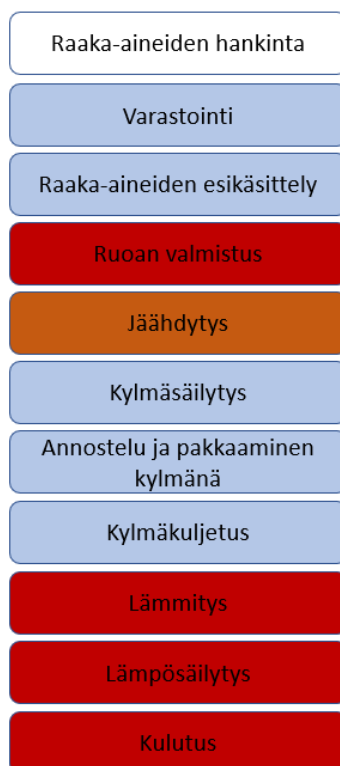 Raaka-aineiden hankinta
Varastointi
Raaka-aineiden esikäsittely
Ruoan valmistus
Jäähdytys
Kylmäsäilytys
Annostelu ja pakkaaminen
kylmänä
Kylmäkuljetus
Lämmitys
Lämpösäilytys
Kulutus